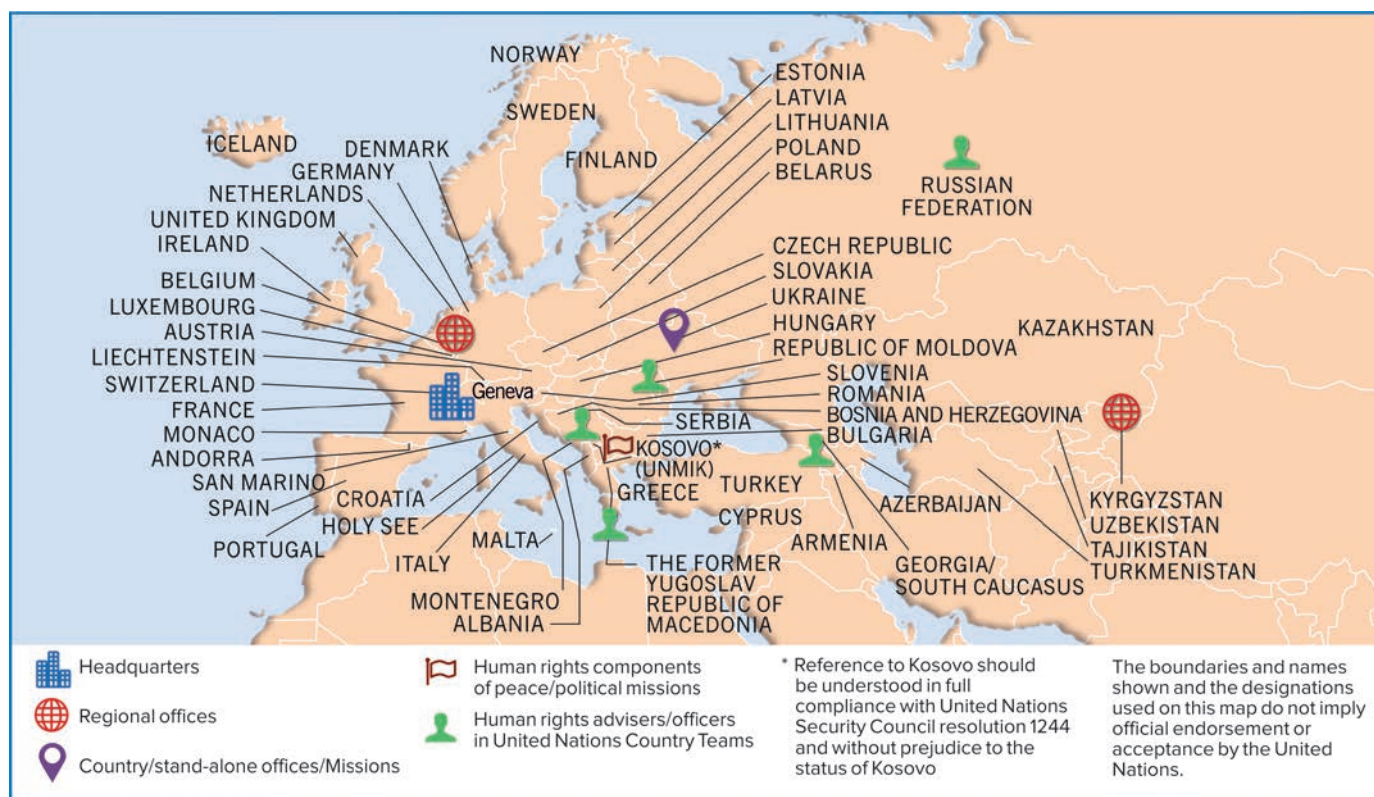 NORWAY
SWEDEN
FINLAND
ICELAND
DENMARK
GERMANY
NETHERLANDS
UNITED KINGDOM
IRELAND
BELGIUM
LUXEMBOURG
AUSTRIA
LIECHTENSTEIN
SWITZERLAND
FRANCE
MONACO
ANDORRA
SAN MARINO
SPAIN
PORTUGAL
CROATIA
HOLY SEE
ITALY
MALTA
MONTENEGRO
ALBANIA
Geneva
ESTONIA
LATVIA
LITHUANIA
POLAND
BELARUS
RUSSIAN
FEDERATION
CZECH REPUBLIC
SLOVAKIA
UKRAINE
HUNGARY
REPUBLIC OF MOLDOVA
SLOVENIA
ROMANIA
BOSNIA AND HERZEGOVINA
BULGARIA
SERBIA
KOSOVO*
(UNMIK)
GREECE
TURKEY
CYPRUS
THE FORMER
YUGOSLAV
REPUBLIC OF
MACEDONIA
ARMENIA
AZERBAIJAN
GEORGIA/
SOUTH CAUCASUS
KAZAKHSTAN
KYRGYZSTAN
UZBEKISTAN
TAJIKISTAN
TURKMENISTAN
Headquarters
Regional offices
Country/stand-alone offices/Missions
Human rights components
of peace/political missions
Human rights advisers/officers
in United Nations Country Teams
* Reference to Kosovo should
be understood in full
compliance with United Nations
Security Council resolution 1244
and without prejudice to the
status of Kosovo
The boundaries and names
shown and the designations
used on this map do not imply
official endorsement or
acceptance by the United
Nations.